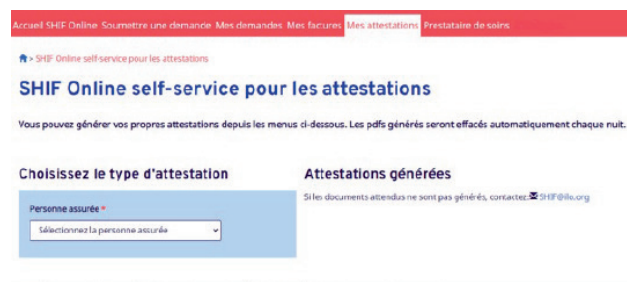 Accueil SHIF Online Soumettre une demande Mes demandes Mes factures Mes attestations Prestataire de soins
> SHIF Online self-service pour les attestations
SHIF Online self-service pour les attestations
Vous pouvez générer vos propres attestations depuis les menus ci-dessous. Les pdfs générés seront effacés automatiquement chaque nuit.
Choisissez le type d'attestation
Personne assurée *
Sélectionnez la personne assurée
Attestations générées
Si les documents attendus ne sont pas générés, contactez SHIF@ilo.org